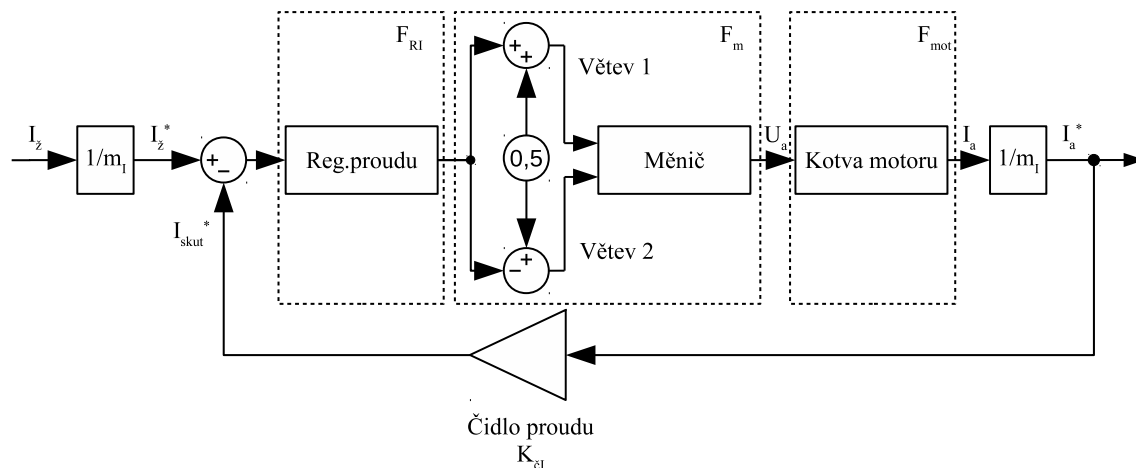 F_RI
F_m
F_mot
+
+
Větev 1
I_ž
1/m_I
I_ž*
+
−
Reg.proudu
0,5
Měnič
U_a
Kotva motoru
I_a
1/m_I
I_a*
I_skut*
Větev 2
+
−
Čidlo proudu
K_čI